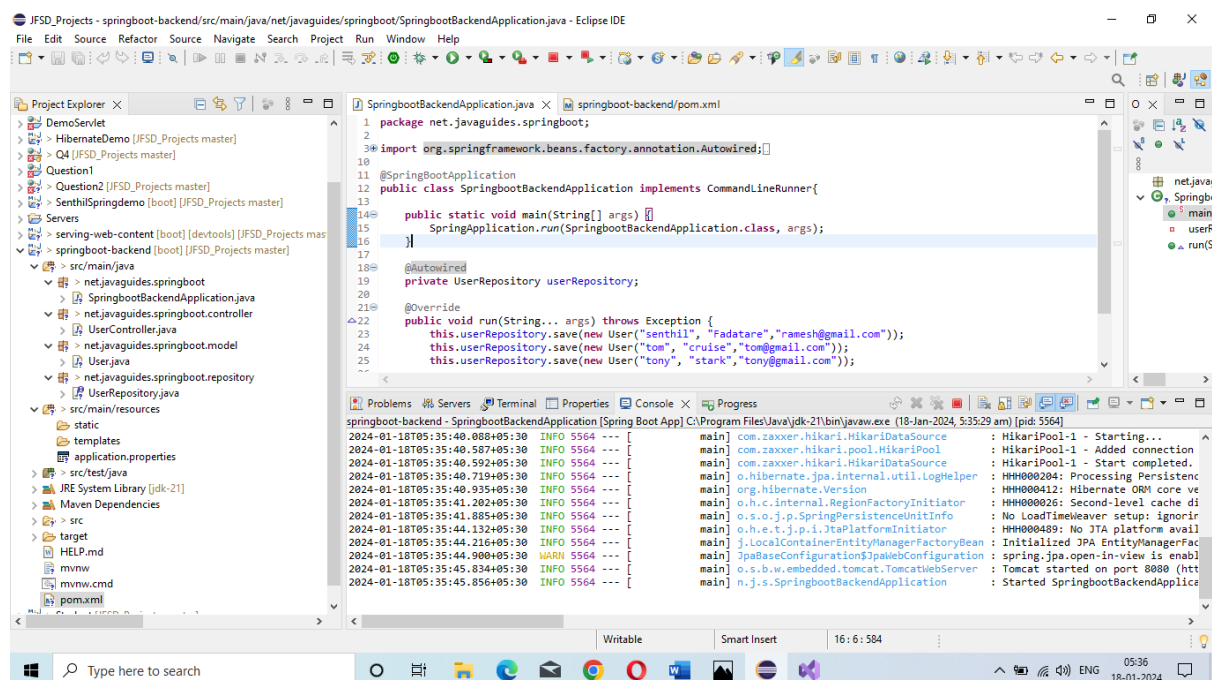 JFSD_Projects - springboot-backend/src/main/java/net/javaguides/springboot/SpringbootBackendApplication.java - Eclipse IDE
File Edit Source Refactor Source Navigate Search Project Run Window Help
Project Explorer
DemoServlet
> HibernateDemo [JFSD_Projects master]
> Q4 [JFSD_Projects master]
Question1
> Question2 [JFSD_Projects master]
> SenthilSpringdemo [boot] [JFSD_Projects master]
Servers
> serving-web-content [boot] [devtools] [JFSD_Projects mas
> springboot-backend [boot] [JFSD_Projects master]
> src/main/java
> net.javaguides.springboot
SpringbootBackendApplication.java
> net.javaguides.springboot.controller
UserController.java
> net.javaguides.springboot.model
User.java
> net.javaguides.springboot.repository
UserRepository.java
> src/main/resources
static
templates
application.properties
> src/test/java
JRE System Library [jdk-21]
Maven Dependencies
> src
> target
HELP.md
mvnw
mvnw.cmd
pom.xml
SpringbootBackendApplication.java springboot-backend/pom.xml
1 package net.javaguides.springboot;
2
3 import org.springframework.beans.factory.annotation.Autowired;
10
11 @SpringBootApplication
12 public class SpringbootBackendApplication implements CommandLineRunner{
13
14 public static void main(String[] args) {
15 SpringApplication.run(SpringbootBackendApplication.class, args);
16 }
17
18 @Autowired
19 private UserRepository userRepository;
20
21 @Override
22 public void run(String... args) throws Exception {
23 this.userRepository.save(new User("senthil", "Fadatare","ramesh@gmail.com"));
24 this.userRepository.save(new User("tom", "cruise","tom@gmail.com"));
25 this.userRepository.save(new User("tony", "stark","tony@gmail.com"));
O
net.java
Springb
main
userR
run(S
Problems Servers Terminal Properties Console Progress
springboot-backend - SpringbootBackendApplication [Spring Boot App] C:\Program Files\Java\jdk-21\bin\javaw.exe (18-Jan-2024, 5:35:29 am) [pid: 5564]
2024-01-18T05:35:40.088+05:30 INFO 5564 --- [ main] com.zaxxer.hikari.HikariDataSource : HikariPool-1 - Starting...
2024-01-18T05:35:40.587+05:30 INFO 5564 --- [ main] com.zaxxer.hikari.pool.HikariPool : HikariPool-1 - Added connection
2024-01-18T05:35:40.592+05:30 INFO 5564 --- [ main] com.zaxxer.hikari.HikariDataSource : HikariPool-1 - Start completed.
2024-01-18T05:35:40.719+05:30 INFO 5564 --- [ main] o.hibernate.jpa.internal.util.LogHelper : HHH000204: Processing Persistenc
2024-01-18T05:35:40.935+05:30 INFO 5564 --- [ main] org.hibernate.Version : HHH000412: Hibernate ORM core ve
2024-01-18T05:35:41.202+05:30 INFO 5564 --- [ main] o.h.c.internal.RegionFactoryInitiator : HHH000026: Second-level cache di
2024-01-18T05:35:41.885+05:30 INFO 5564 --- [ main] o.s.o.j.p.SpringPersistenceUnitInfo : No LoadTimeWeaver setup: ignorir
2024-01-18T05:35:44.132+05:30 INFO 5564 --- [ main] o.h.e.t.j.p.i.JtaPlatformInitiator : HHH000489: No JTA platform avail
2024-01-18T05:35:44.216+05:30 INFO 5564 --- [ main] j.LocalContainerEntityManagerFactoryBean : Initialized JPA EntityManagerFac
2024-01-18T05:35:44.900+05:30 WARN 5564 --- [ main] JpaBaseConfiguration$JpaWebConfiguration : spring.jpa.open-in-view is enabl
2024-01-18T05:35:45.834+05:30 INFO 5564 --- [ main] o.s.b.w.embedded.tomcat.TomcatWebServer : Tomcat started on port 8080 (htt
2024-01-18T05:35:45.856+05:30 INFO 5564 --- [ main] n.j.s.SpringbootBackendApplication : Started SpringbootBackendApplica
Writable Smart Insert 16 : 6 : 584
Type here to search
ENG
05:36
18-01-2024